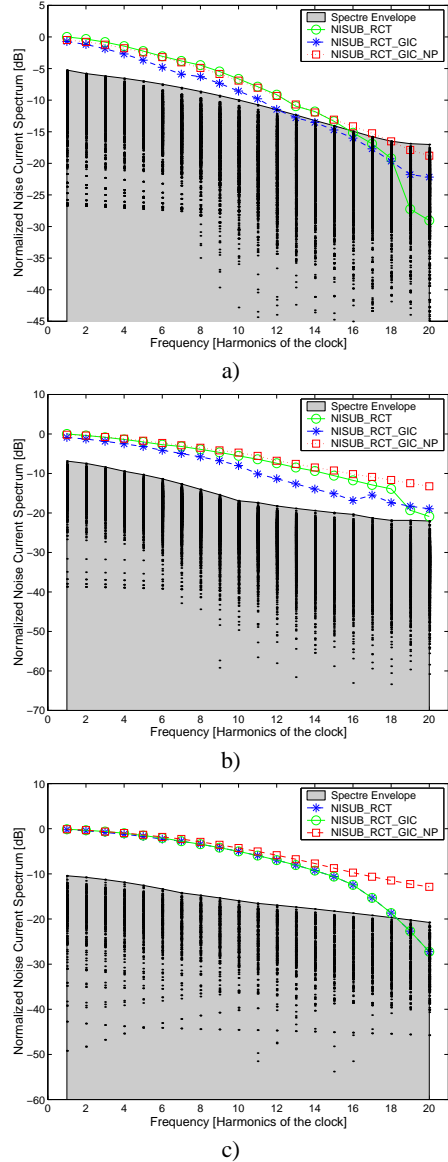 5
0
−5
−10
−15
−20
−25
−30
−35
−40
−45
Normalized Noise Current Spectrum [dB]
Spectre Envelope
NISUB_RCT
NISUB_RCT_GIC
NISUB_RCT_GIC_NP
0 2 4 6 8 10 12 14 16 18 20
Frequency [Harmonics of the clock]
a)
10
0
−10
−20
−30
−40
−50
−60
−70
Normalized Noise Current Spectrum [dB]
Spectre Envelope
NISUB_RCT
NISUB_RCT_GIC
NISUB_RCT_GIC_NP
0 2 4 6 8 10 12 14 16 18 20
Frequency [Harmonics of the clock]
b)
10
0
−10
−20
−30
−40
−50
−60
Normalized Noise Current Spectrum [dB]
Spectre Envelope
NISUB_RCT
NISUB_RCT_GIC
NISUB_RCT_GIC_NP
0 2 4 6 8 10 12 14 16 18 20
Frequency [Harmonics of the clock]
c)